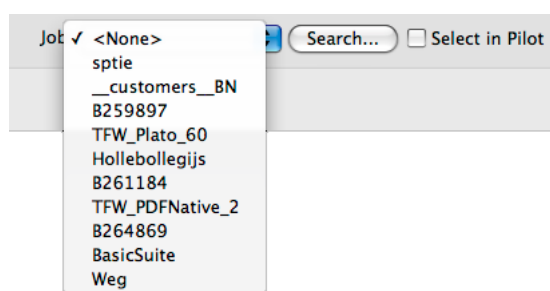 Job ✓ <None> Search... Select in Pilot
sptie
__customers__BN
B259897
TFW_Plato_60
Hollebollegijs
B261184
TFW_PDFNative_2
B264869
BasicSuite
Weg